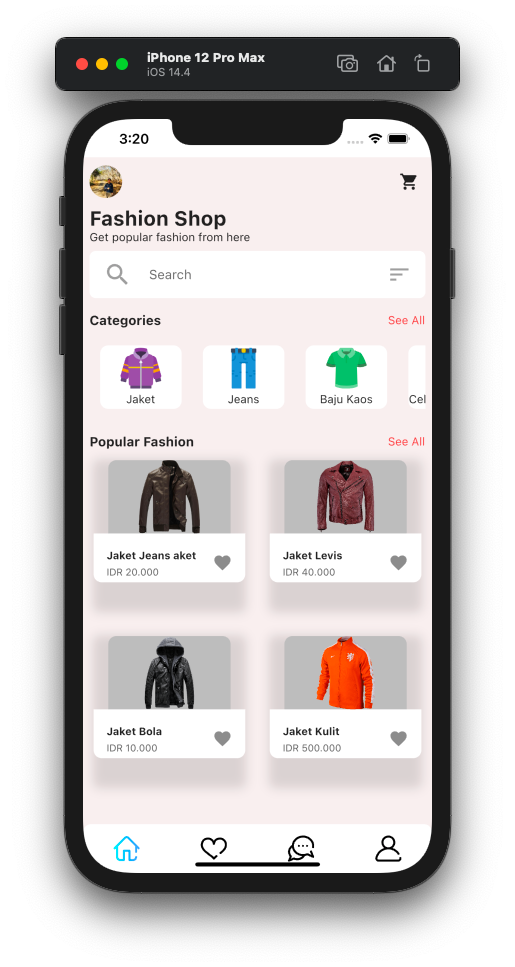 iPhone 12 Pro Max
iOS 14.4
3:20
Fashion Shop
Get popular fashion from here
Search
Categories
See All
Jaket
Jeans
Baju Kaos
Cel
Popular Fashion
See All
Jaket Jeans aket
IDR 20.000
Jaket Levis
IDR 40.000
Jaket Bola
IDR 10.000
Jaket Kulit
IDR 500.000